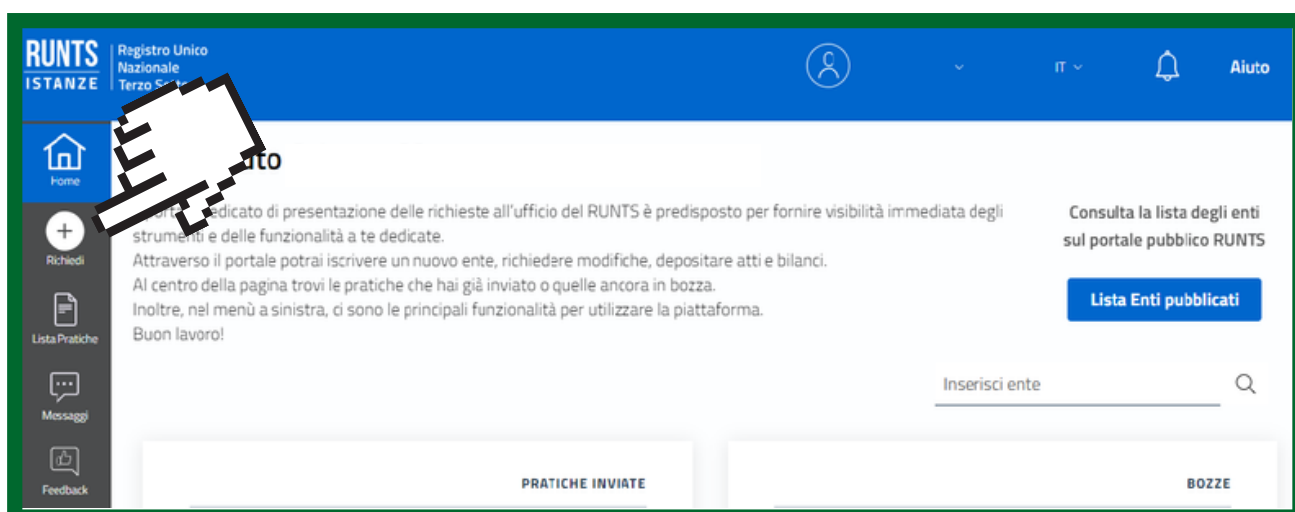 RUNTS
ISTANZE
Registro Unico
Nazionale
Terzo
IT
Aiuto
Home
Richiedi
Lista Pratiche
Messaggi
Feedback
dedicato di presentazione delle richieste all'ufficio del RUNTS è predisposto per fornire visibilità immediata degli
strumenti e delle funzionalità a te dedicate.
Attraverso il portale potrai iscrivere un nuovo ente, richiedere modifiche, depositare atti e bilanci.
Al centro della pagina trovi le pratiche che hai già inviato o quelle ancora in bozza.
Inoltre, nel menù a sinistra, ci sono le principali funzionalità per utilizzare la piattaforma.
Buon lavoro!
Consulta la lista degli enti
sul portale pubblico RUNTS
Lista Enti pubblicati
Inserisci ente
PRATICHE INVIATE
BOZZE